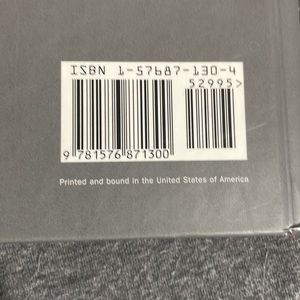 ISBN 1-57687-130-4
52995>
9 781576 871300
Printed and bound in the United States of America